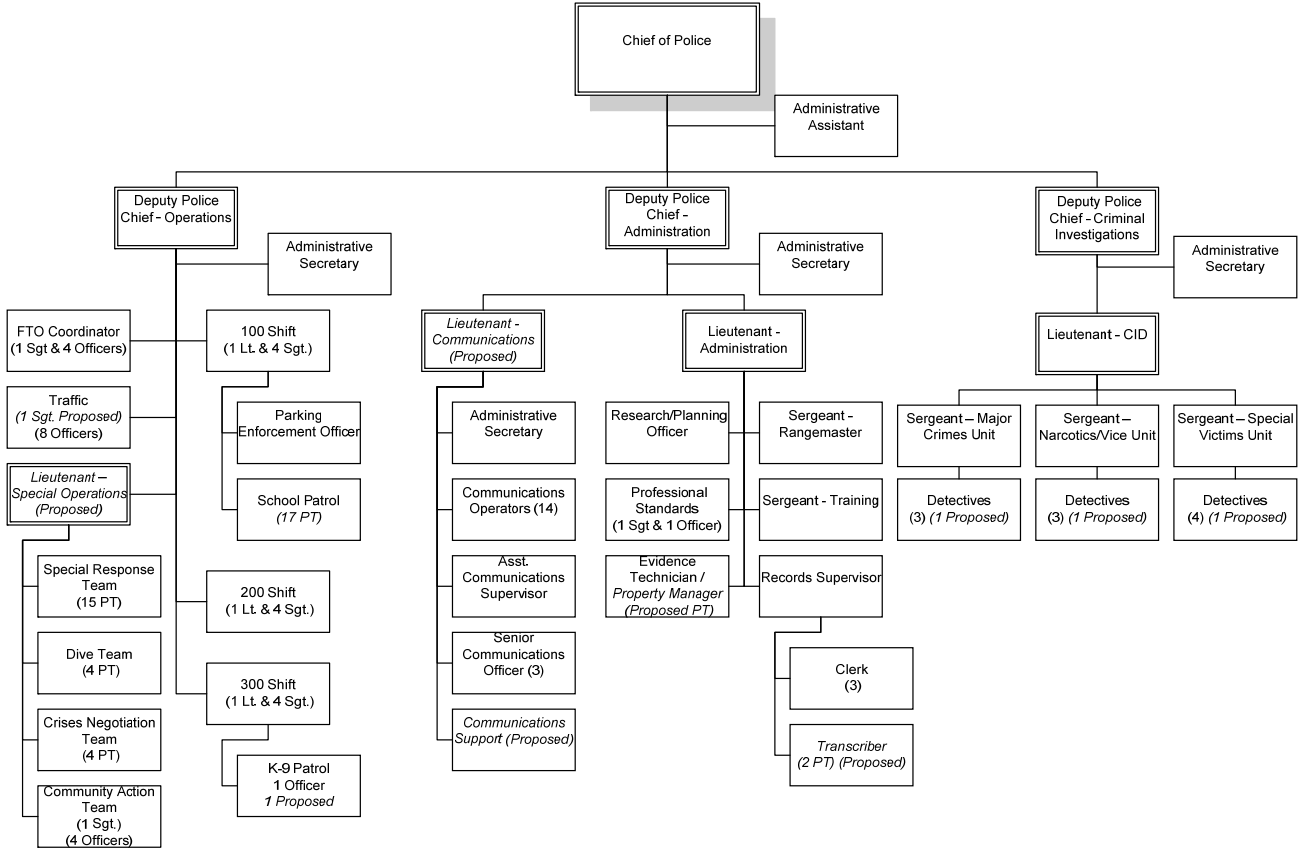 Chief of Police
Administrative
Assistant
Deputy Police
Chief - Operations
Deputy Police
Chief -
Administration
Deputy Police
Chief - Criminal
Investigations
Administrative
Secretary
Administrative
Secretary
Administrative
Secretary
FTO Coordinator
(1 Sgt & 4 Officers)
100 Shift
(1 Lt. & 4 Sgt.)
Traffic
(1 Sgt. Proposed)
(8 Officers)
Parking
Enforcement Officer
Lieutenant –
Special Operations
(Proposed)
School Patrol
(17 PT)
Special Response
Team
(15 PT)
200 Shift
(1 Lt. & 4 Sgt.)
Dive Team
(4 PT)
300 Shift
(1 Lt. & 4 Sgt.)
Crises Negotiation
Team
(4 PT)
K-9 Patrol
1 Officer
1 Proposed
Community Action
Team
(1 Sgt.)
(4 Officers)
Lieutenant -
Communications
(Proposed)
Lieutenant -
Administration
Administrative
Secretary
Communications
Operators (14)
Asst.
Communications
Supervisor
Senior
Communications
Officer (3)
Communications
Support (Proposed)
Research/Planning
Officer
Sergeant -
Rangemaster
Professional
Standards
(1 Sgt & 1 Officer)
Sergeant - Training
Evidence
Technician /
Property Manager
(Proposed PT)
Records Supervisor
Clerk
(3)
Transcriber
(2 PT) (Proposed)
Lieutenant - CID
Sergeant – Major
Crimes Unit
Sergeant –
Narcotics/Vice Unit
Sergeant – Special
Victims Unit
Detectives
(3) (1 Proposed)
Detectives
(3) (1 Proposed)
Detectives
(4) (1 Proposed)